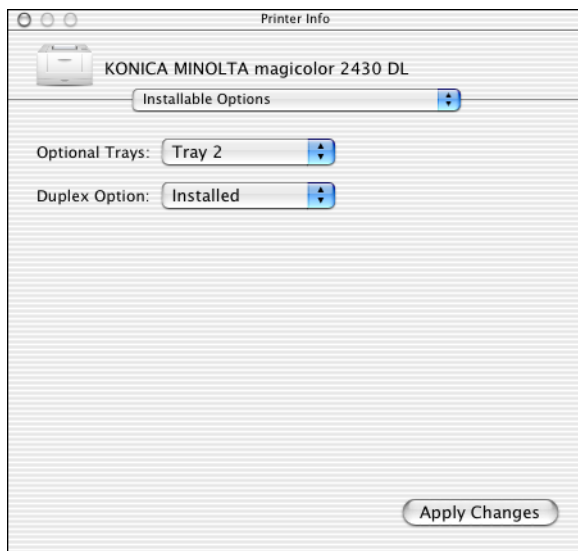 Printer Info
KONICA MINOLTA magicolor 2430 DL
Installable Options
Optional Trays: Tray 2
Duplex Option: Installed
Apply Changes